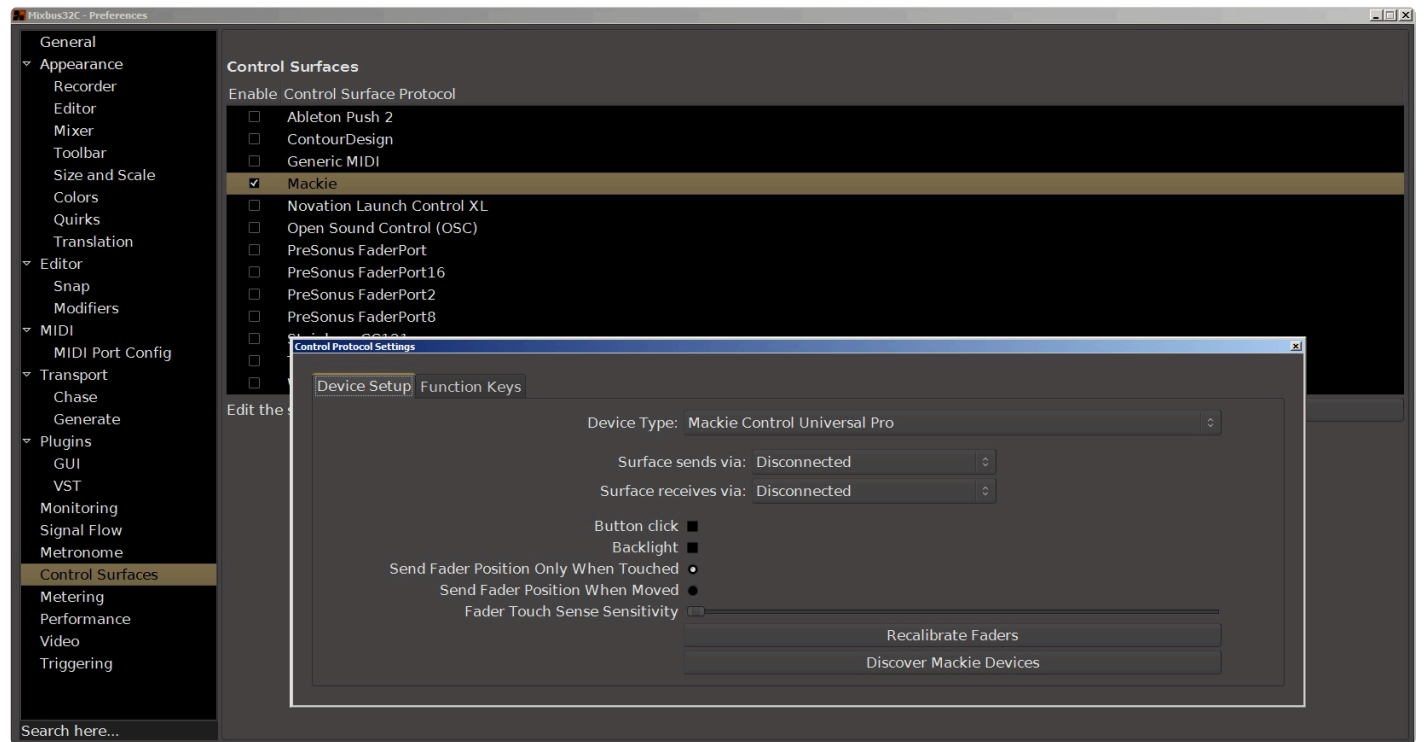 Mixbus32C - Preferences
General
Appearance
Recorder
Editor
Mixer
Toolbar
Size and Scale
Colors
Quirks
Translation
Editor
Snap
Modifiers
MIDI
MIDI Port Config
Transport
Chase
Generate
Plugins
GUI
VST
Monitoring
Signal Flow
Metronome
Control Surfaces
Metering
Performance
Video
Triggering
Search here...
Control Surfaces
Enable Control Surface Protocol
Ableton Push 2
ContourDesign
Generic MIDI
Mackie
Novation Launch Control XL
Open Sound Control (OSC)
PreSonus FaderPort
PreSonus FaderPort16
PreSonus FaderPort2
PreSonus FaderPort8
Edit the
Control Protocol Settings
Device Setup Function Keys
Device Type: Mackie Control Universal Pro
Surface sends via: Disconnected
Surface receives via: Disconnected
Button click
Backlight
Send Fader Position Only When Touched
Send Fader Position When Moved
Fader Touch Sense Sensitivity
Recalibrate Faders
Discover Mackie Devices